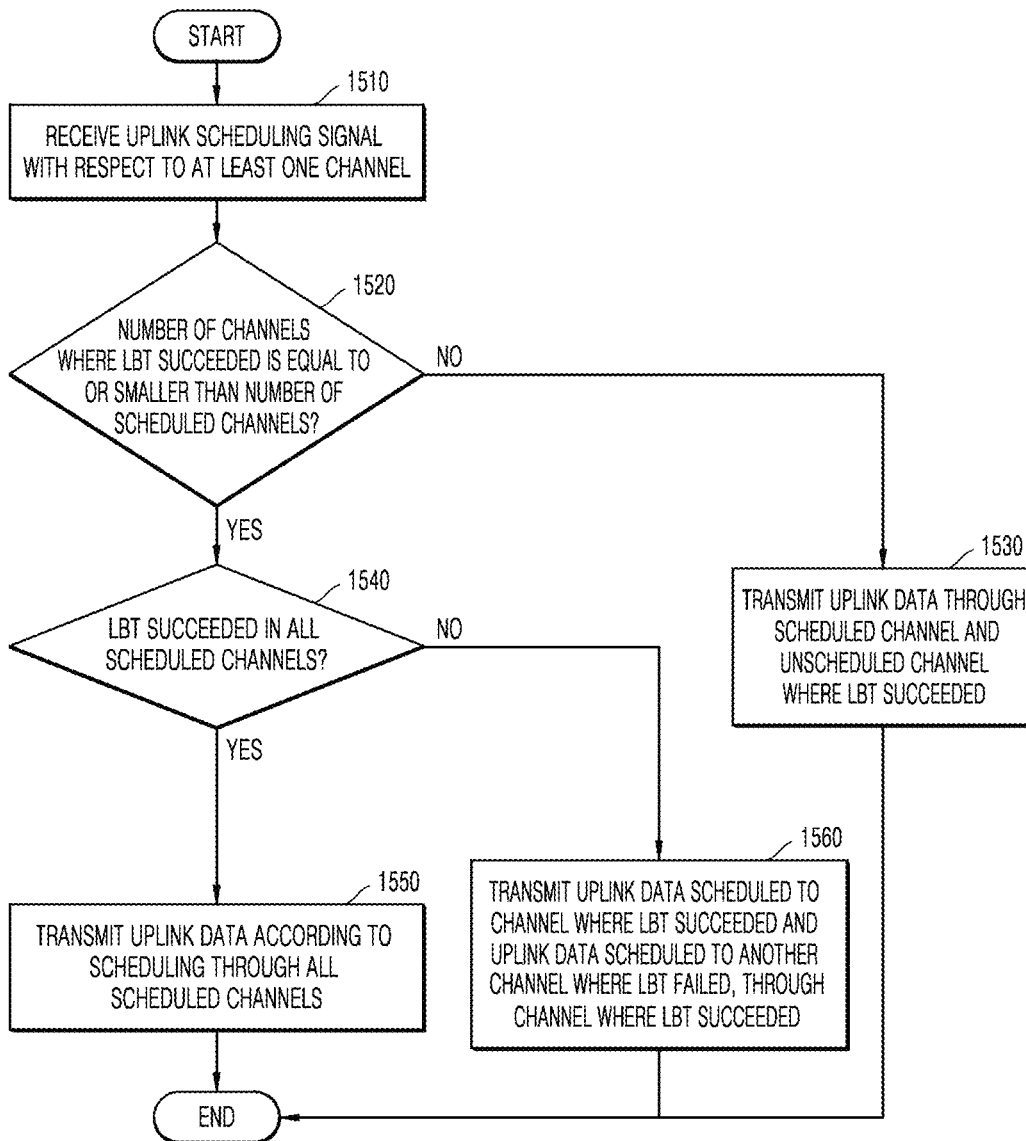 START
1510
RECEIVE UPLINK SCHEDULING SIGNAL
WITH RESPECT TO AT LEAST ONE CHANNEL
1520
NUMBER OF CHANNELS
WHERE LBT SUCCEEDED IS EQUAL TO
OR SMALLER THAN NUMBER OF
SCHEDULED CHANNELS?
NO
YES
1530
TRANSMIT UPLINK DATA THROUGH
SCHEDULED CHANNEL AND
UNSCHEDULED CHANNEL
WHERE LBT SUCCEEDED
1540
LBT SUCCEEDED IN ALL
SCHEDULED CHANNELS?
NO
YES
1550
TRANSMIT UPLINK DATA ACCORDING TO
SCHEDULING THROUGH ALL
SCHEDULED CHANNELS
1560
TRANSMIT UPLINK DATA SCHEDULED TO
CHANNEL WHERE LBT SUCCEEDED AND
UPLINK DATA SCHEDULED TO ANOTHER
CHANNEL WHERE LBT FAILED, THROUGH
CHANNEL WHERE LBT SUCCEEDED
END